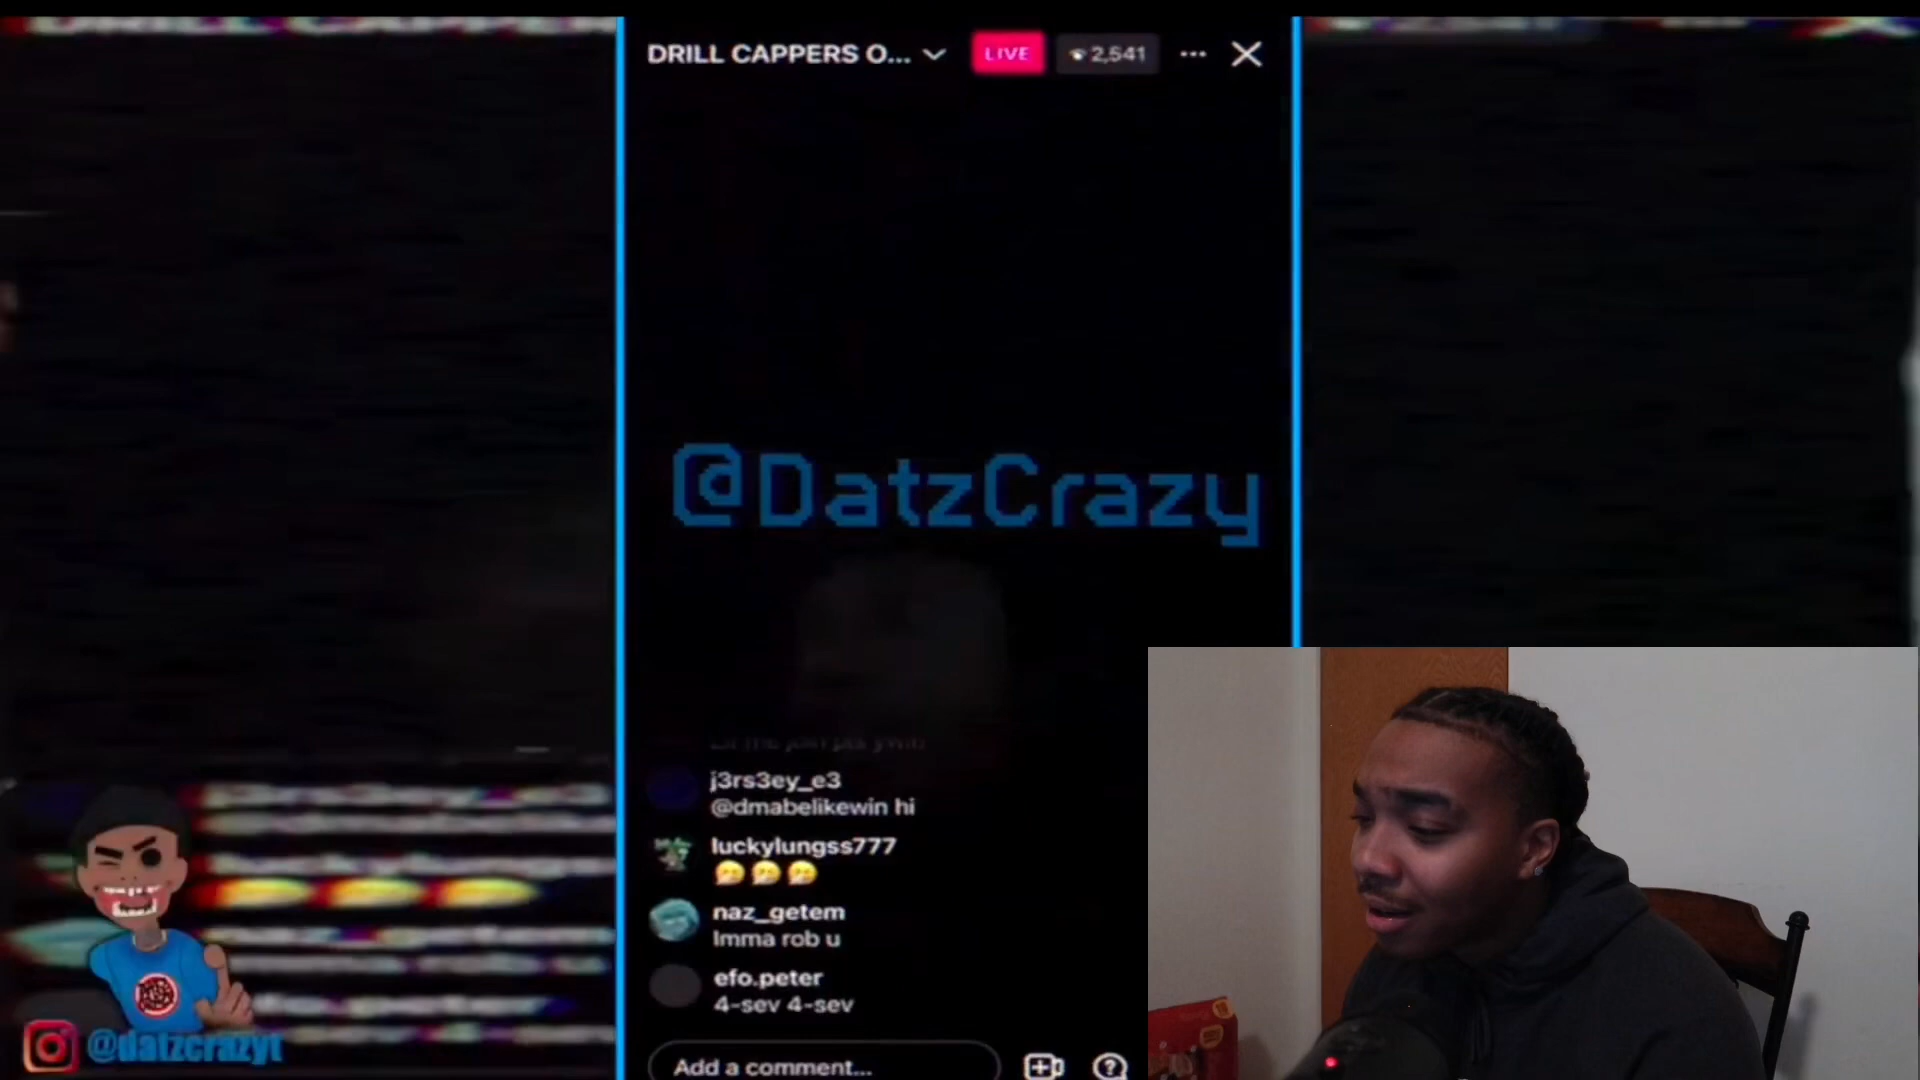 DRILL CAPPERS O...
LIVE
2,541
@DatzCrazy
j3rs3ey_e3
@dmabelikewin hi
luckylungss777
naz_getem
Imma rob u
efo.peter
4-sev 4-sev
Add a comment...
@datzcrazyt